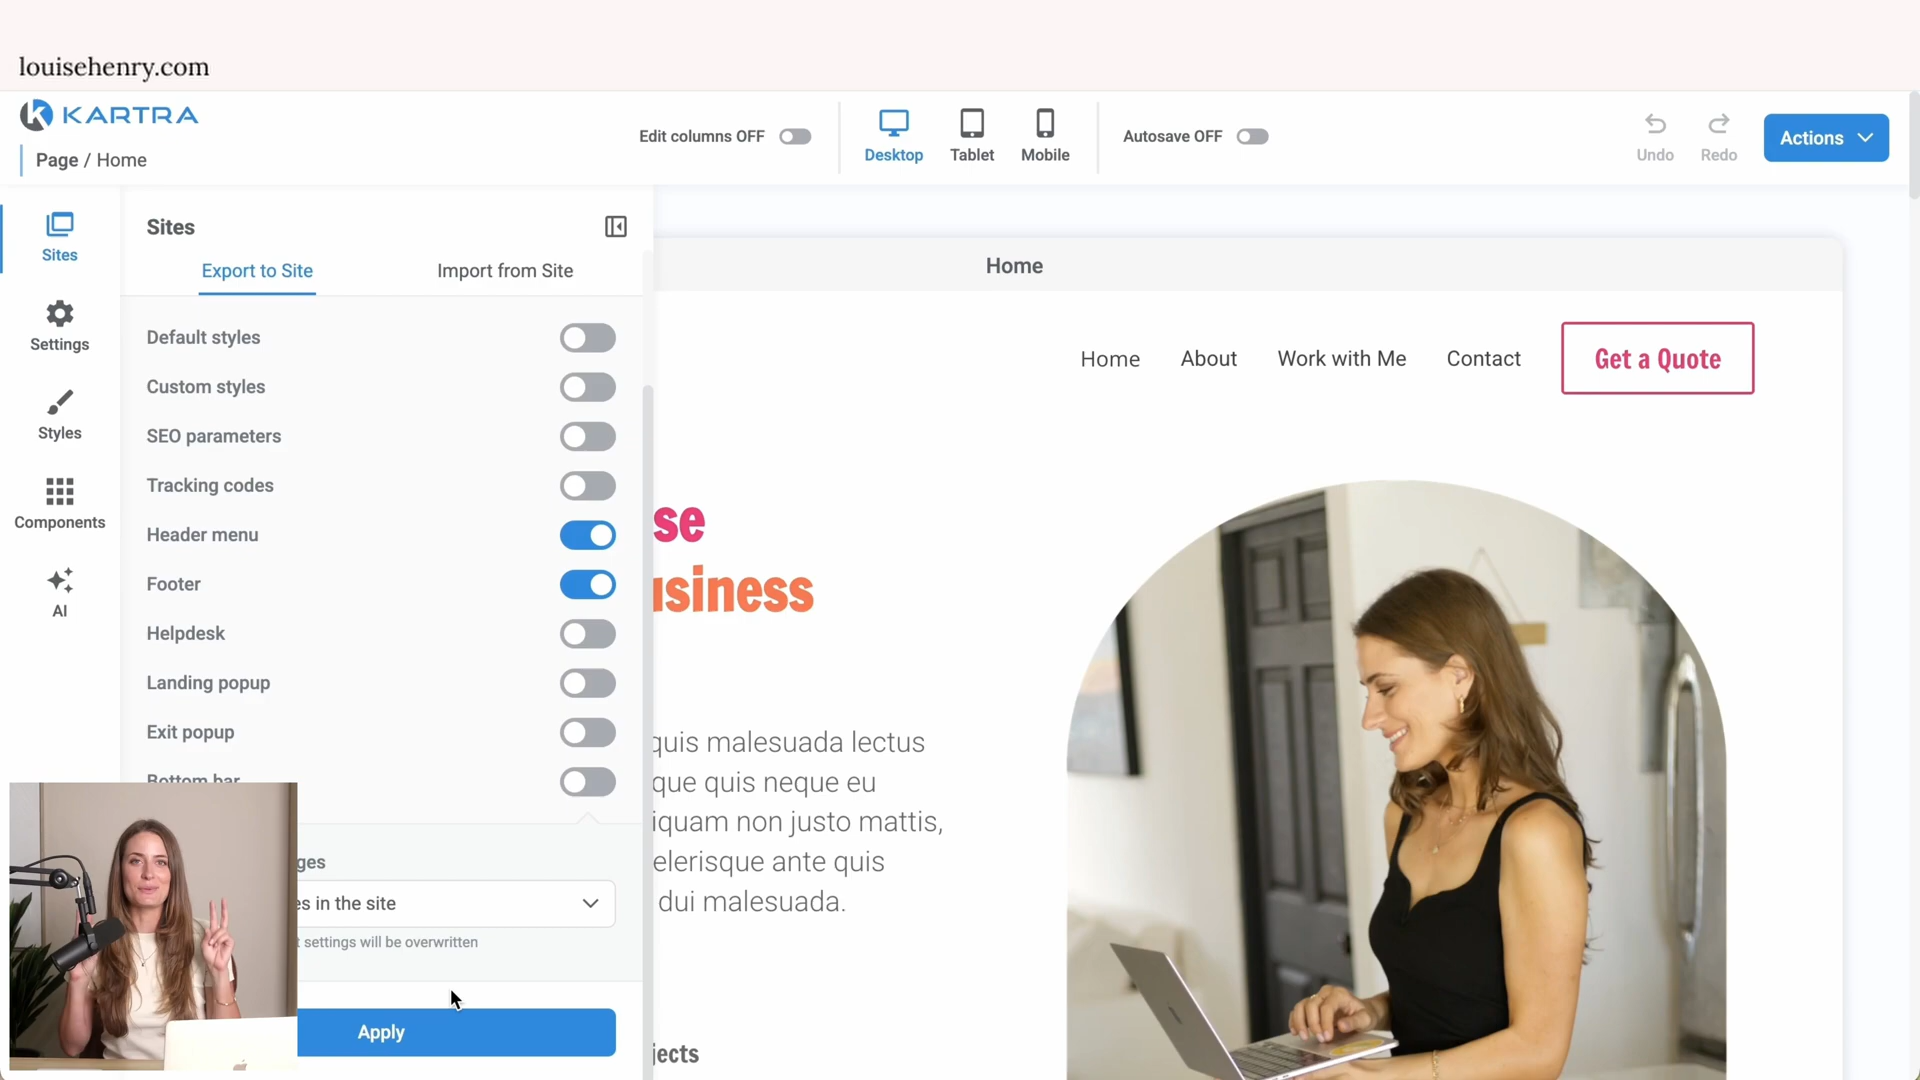 louisehenry.com
KARTRA
Page / Home
Edit columns OFF
Desktop
Tablet
Mobile
Autosave OFF
Undo
Redo
Actions
Sites
Settings
Styles
Components
AI
Sites
Export to Site
Import from Site
Default styles
Custom styles
SEO parameters
Tracking codes
Header menu
Footer
Helpdesk
Landing popup
Exit popup
Bottom bar
ges
es in the site
t settings will be overwritten
Apply
Home
Home
About
Work with Me
Contact
Get a Quote
se
usiness
quis malesuada lectus
que quis neque eu
iquam non justo mattis,
elerisque ante quis
dui malesuada.
jects